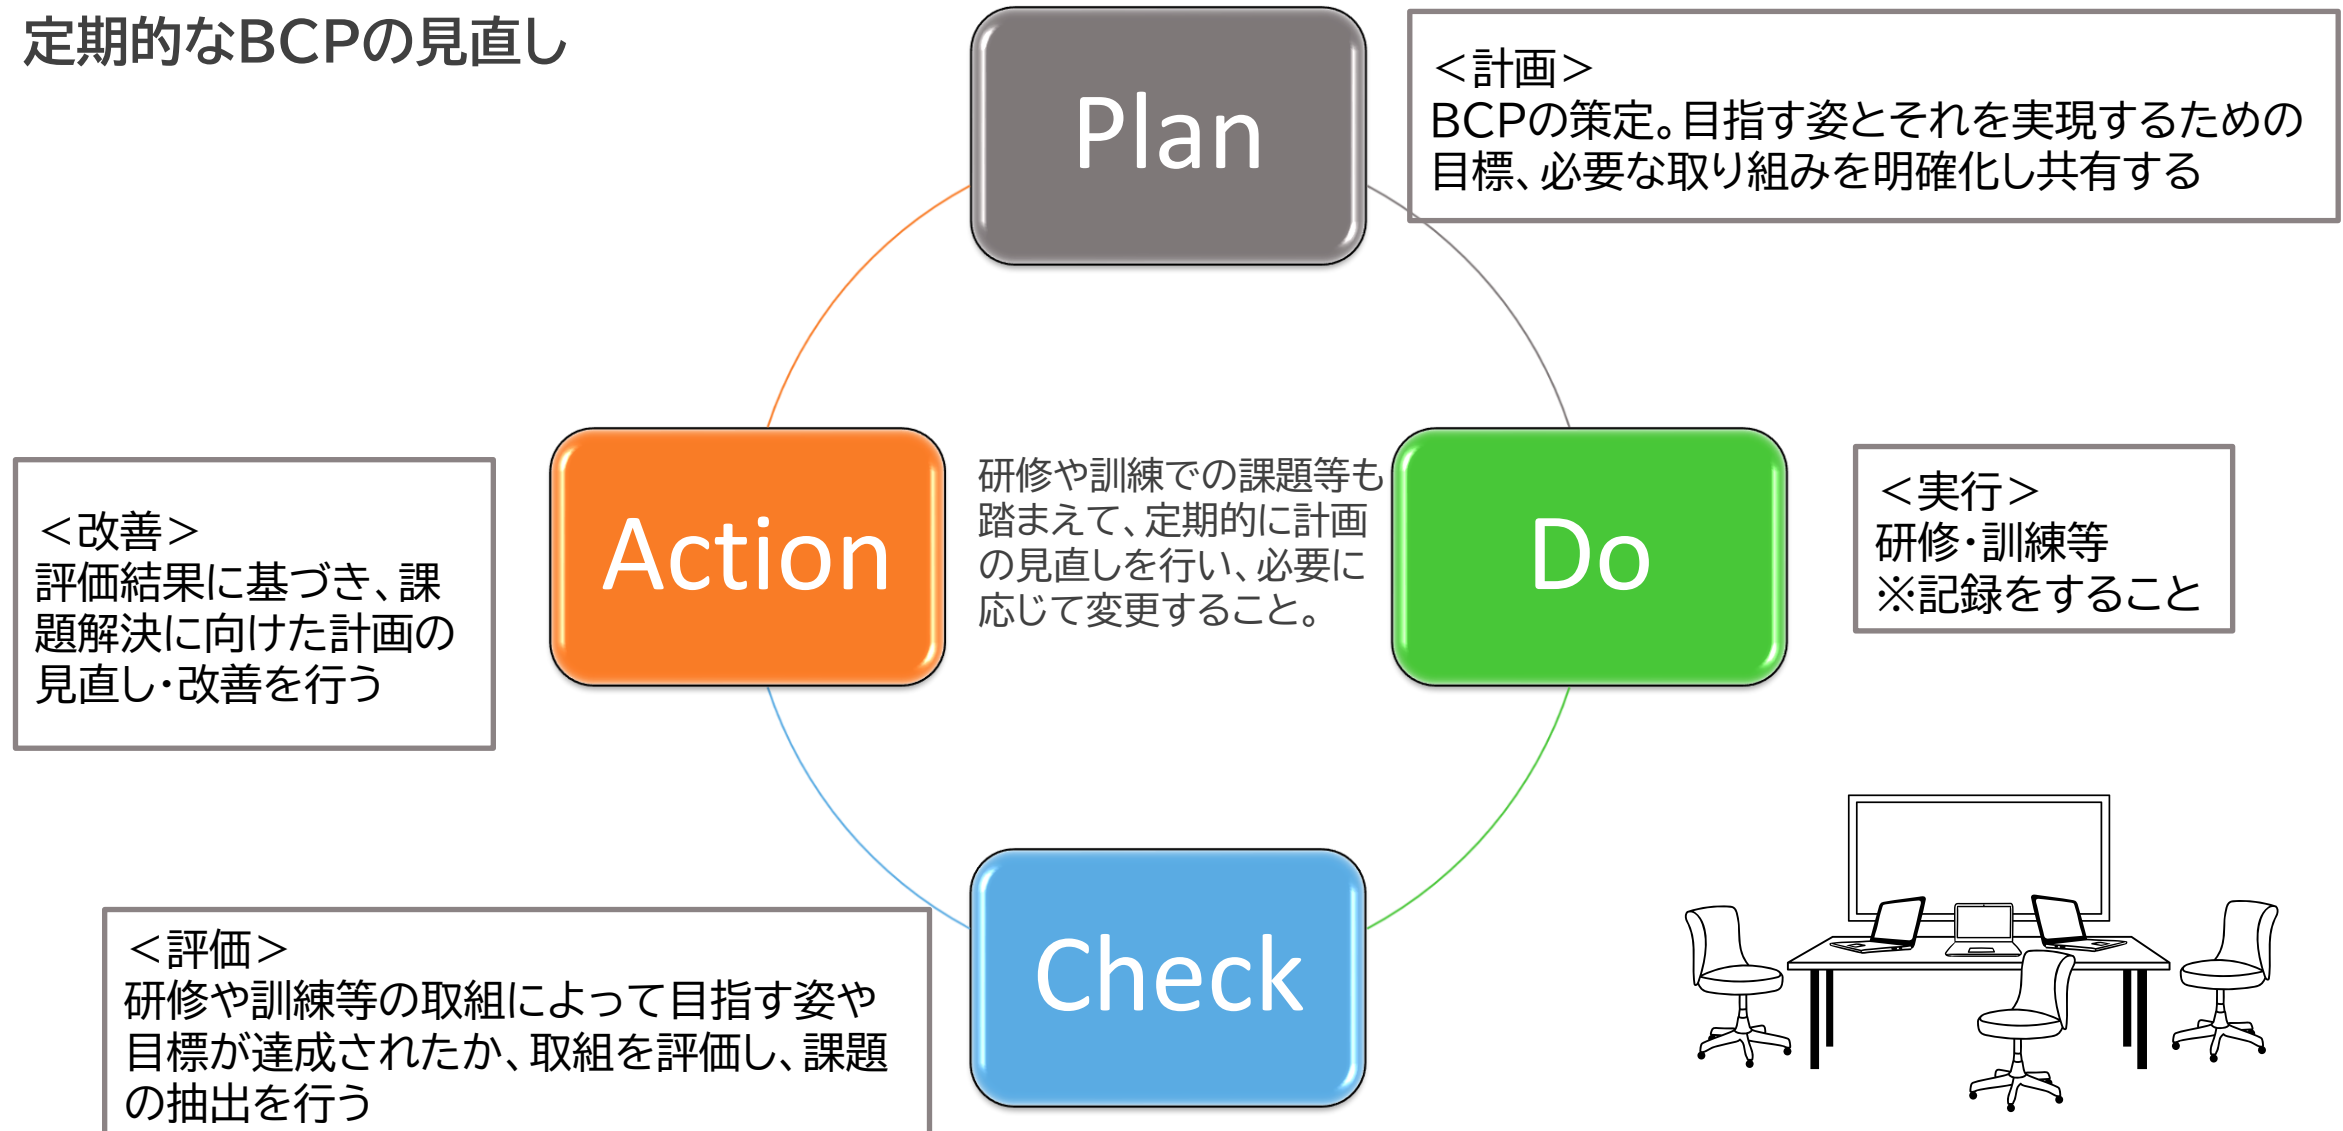 定期的なBCPの見直し
Plan
＜計画＞
BCPの策定。目指す姿とそれを実現するための
目標、必要な取り組みを明確化し共有する
Do
＜実行＞
研修・訓練等
※記録をすること
研修や訓練での課題等も
踏まえて、定期的に計画
の見直しを行い、必要に
応じて変更すること。
Check
＜評価＞
研修や訓練等の取組によって目指す姿や
目標が達成されたか、取組を評価し、課題
の抽出を行う
Action
＜改善＞
評価結果に基づき、課
題解決に向けた計画の
見直し・改善を行う